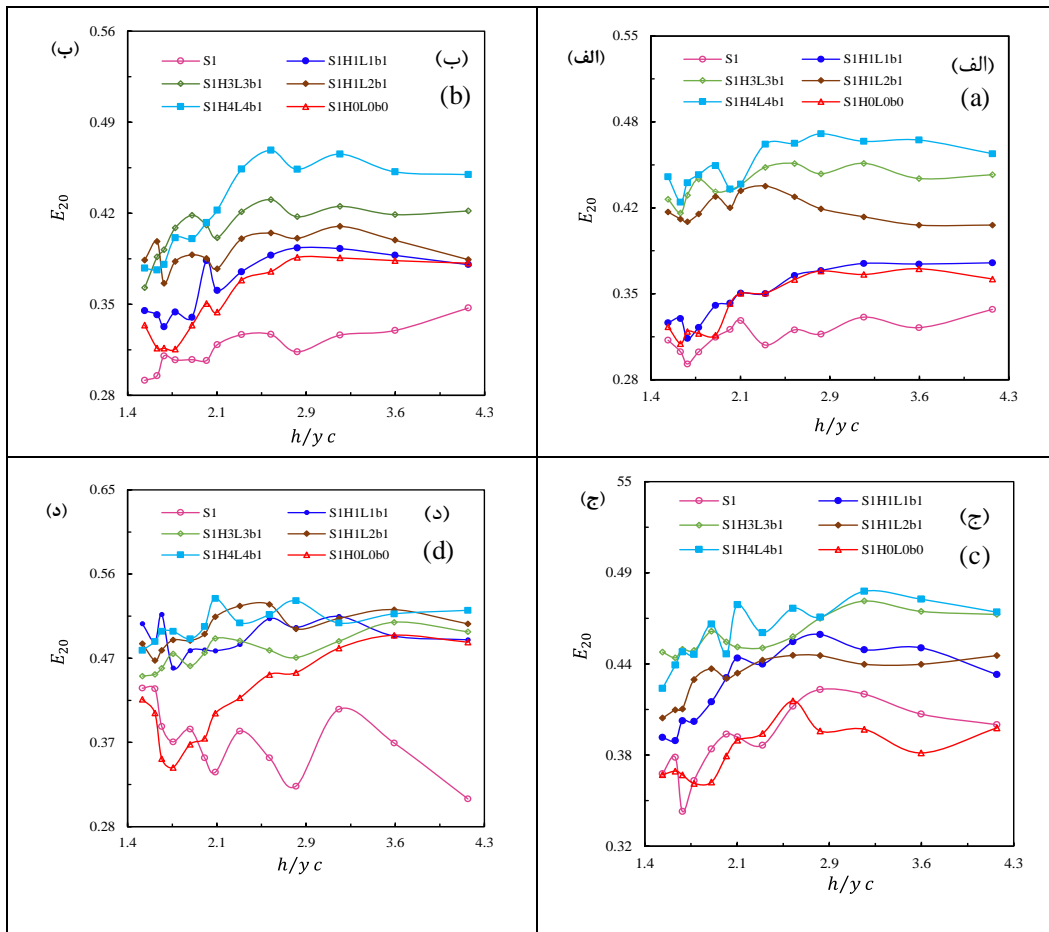 (ب)
0.56
0.49
0.42
0.35
0.28
E20
S1
S1H1L1b1
S1H3L3b1
S1H1L2b1
S1H4L4b1
S1H0L0b0
(ب)
(b)
1.4 2.1 2.9 3.6 4.3
h/y c
(الف)
0.55
0.48
0.42
0.35
0.28
E20
S1
S1H1L1b1
S1H3L3b1
S1H1L2b1
S1H4L4b1
S1H0L0b0
(الف)
(a)
1.4 2.1 2.9 3.6 4.3
h/y c
(د)
0.65
0.56
0.47
0.37
0.28
E20
S1
S1H1L1b1
S1H3L3b1
S1H1L2b1
S1H4L4b1
S1H0L0b0
(د)
(d)
1.4 2.1 2.9 3.6 4.3
h/y c
(ج)
55
0.49
0.44
0.38
0.32
E20
S1
S1H1L1b1
S1H3L3b1
S1H1L2b1
S1H4L4b1
S1H0L0b0
(ج)
(c)
1.4 2.1 2.9 3.6 4.3
h/y c